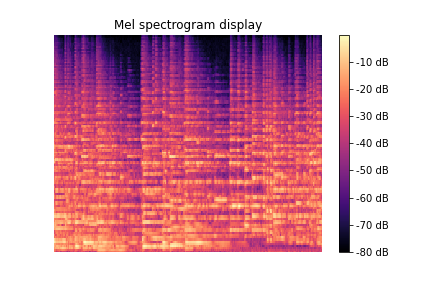 Mel spectrogram display
-10 dB
-20 dB
-30 dB
-40 dB
-50 dB
-60 dB
-70 dB
-80 dB